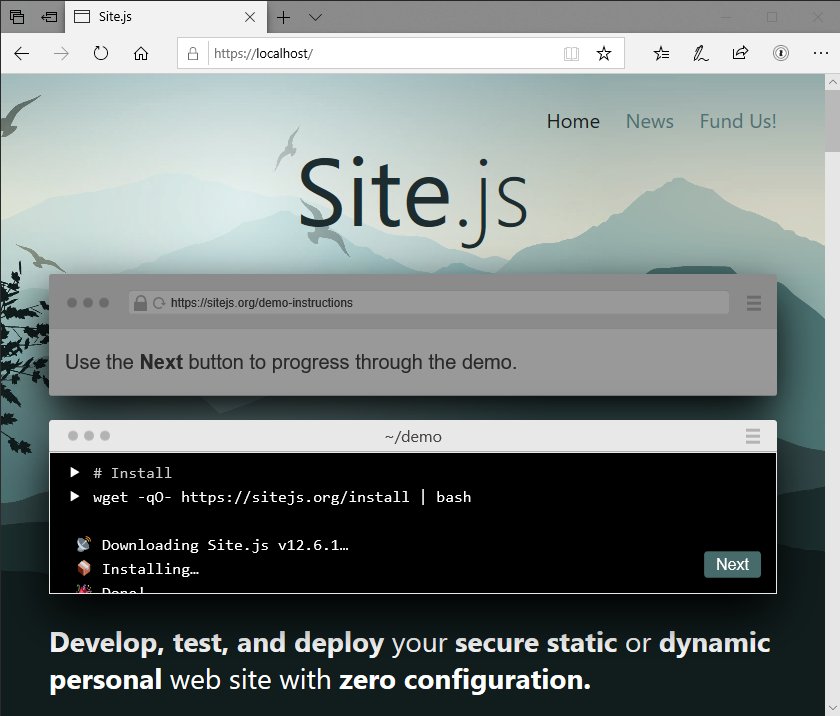 Site.js
https://localhost/
Home News Fund Us!
Site.js
https://sitejs.org/demo-instructions
Use the Next button to progress through the demo.
~/demo
# Install
wget -qO- https://sitejs.org/install | bash
Downloading Site.js v12.6.1…
Installing…
Done!
Next
Develop, test, and deploy your secure static or dynamic
personal web site with zero configuration.